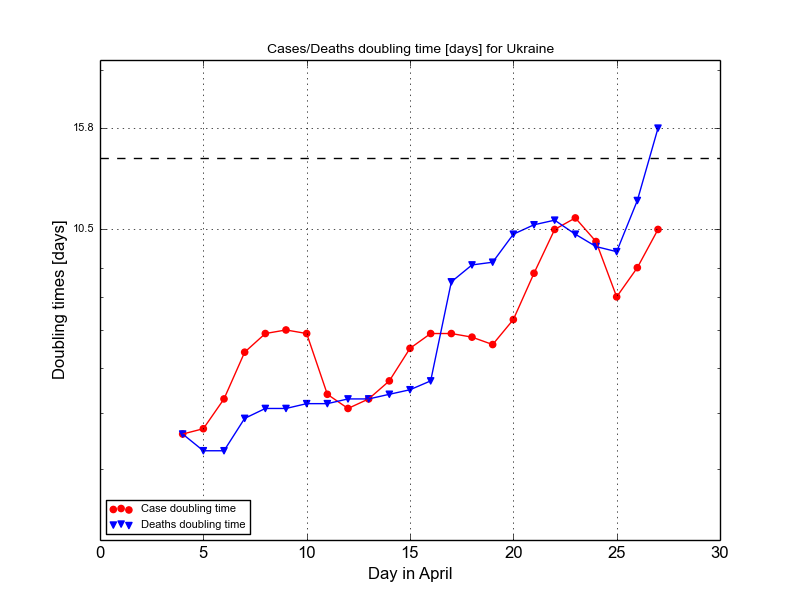 Cases/Deaths doubling time [days] for Ukraine
Doubling times [days]
15.8
10.5
Case doubling time
Deaths doubling time
0 5 10 15 20 25 30
Day in April